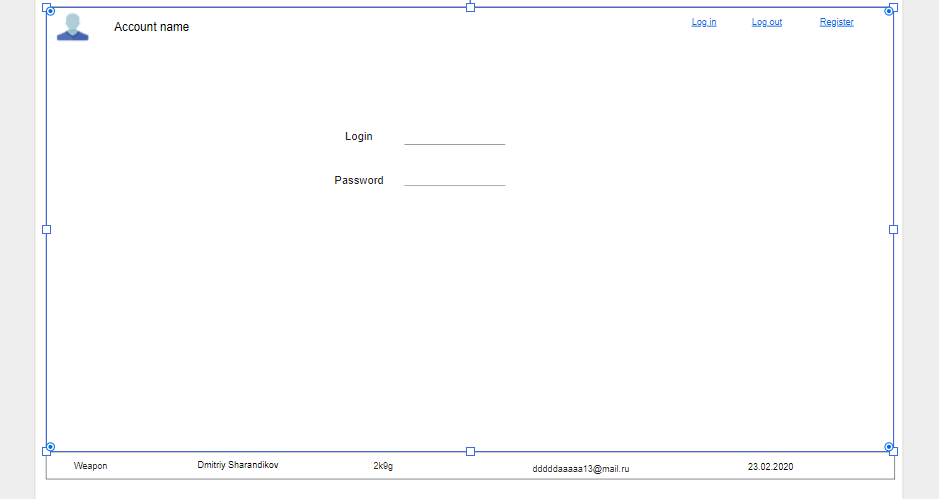 Account name
Log in
Log out
Register
Login
Password
Weapon
Dmitriy Sharandikov
2k9g
dddddaaaaa13@mail.ru
23.02.2020